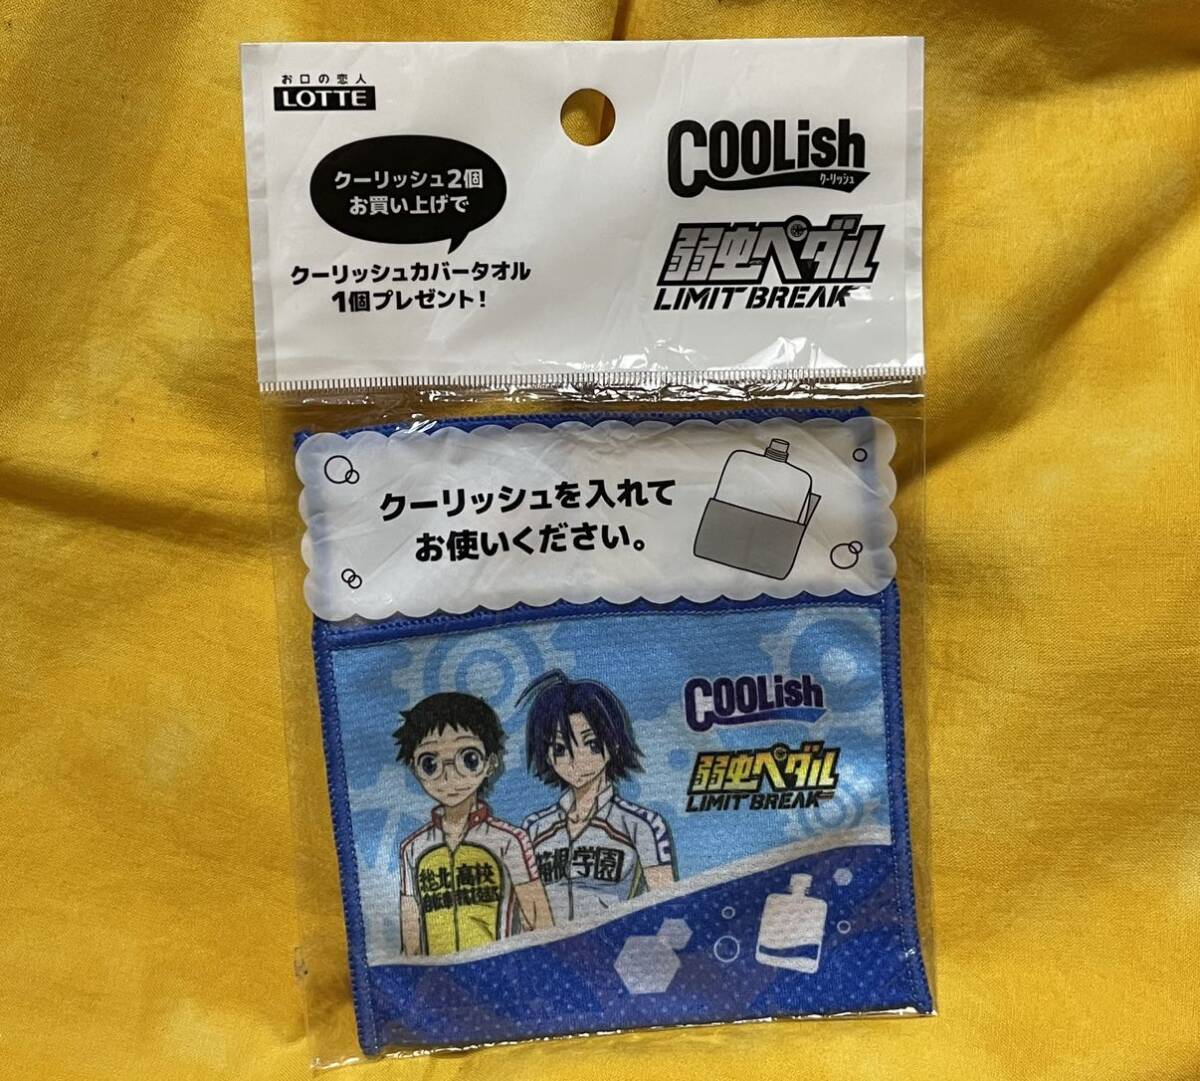 お口の恋人
LOTTE
クーリッシュ2個
お買い上げで
クーリッシュカバータオル
1個プレゼント!
COOLish
クーリッシュ
弱虫ペダル
LIMIT BREAK
クーリッシュを入れて
お使いください。
COOLish
弱虫ペダル
LIMIT BREAK
総北高校
箱根学園